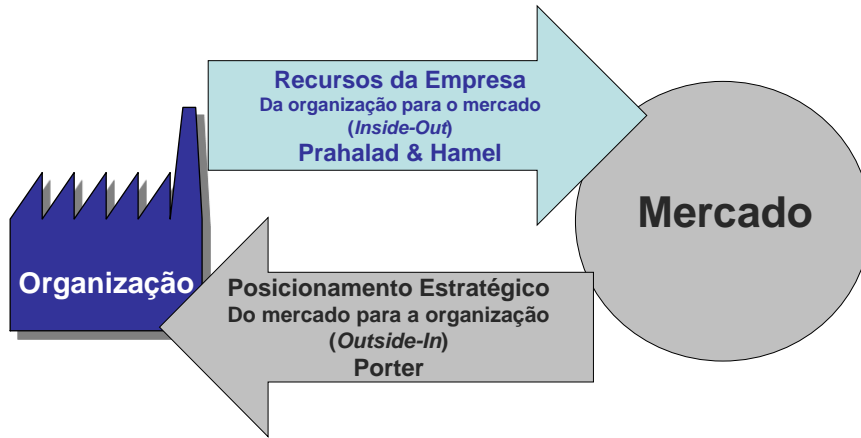 Recursos da Empresa
Da organização para o mercado
(Inside-Out)
Prahalad & Hamel
Mercado
Organização
Posicionamento Estratégico
Do mercado para a organização
(Outside-In)
Porter